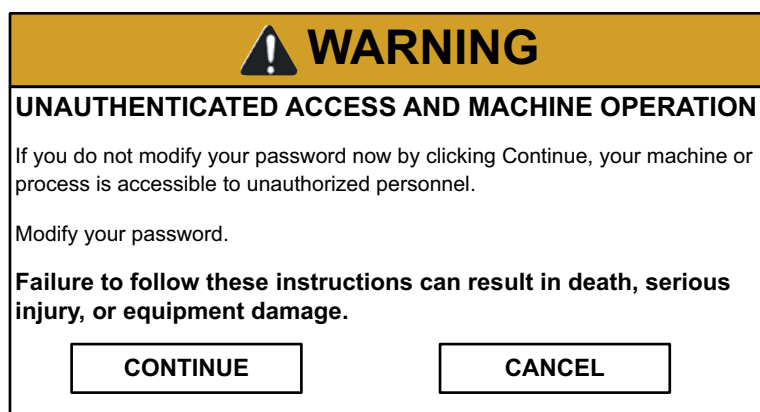 WARNING
UNAUTHENTICATED ACCESS AND MACHINE OPERATION
If you do not modify your password now by clicking Continue, your machine or
process is accessible to unauthorized personnel.
Modify your password.
Failure to follow these instructions can result in death, serious
injury, or equipment damage.
CONTINUE
CANCEL